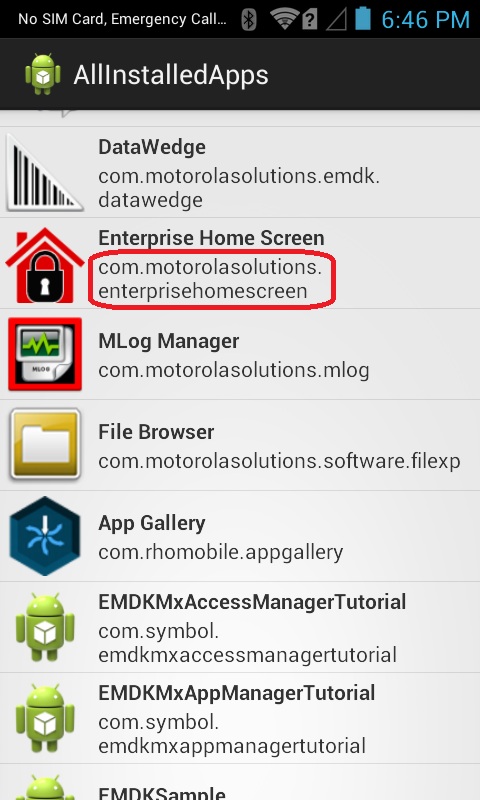 No SIM Card, Emergency Call...
6:46 PM
AllInstalledApps
DataWedge
com.motorolasolutions.emdk.
datawedge
Enterprise Home Screen
com.motorolasolutions.
enterprisehomescreen
MLog Manager
MLOG
com.motorolasolutions.mlog
File Browser
com.motorolasolutions.software.filexp
App Gallery
com.rhomobile.appgallery
EMDKMxAccessManagerTutorial
com.symbol.
emdkmxaccessmanagertutorial
EMDKMxAppManagerTutorial
com.symbol.
emdkmxappmanagertutorial
EMDKSample